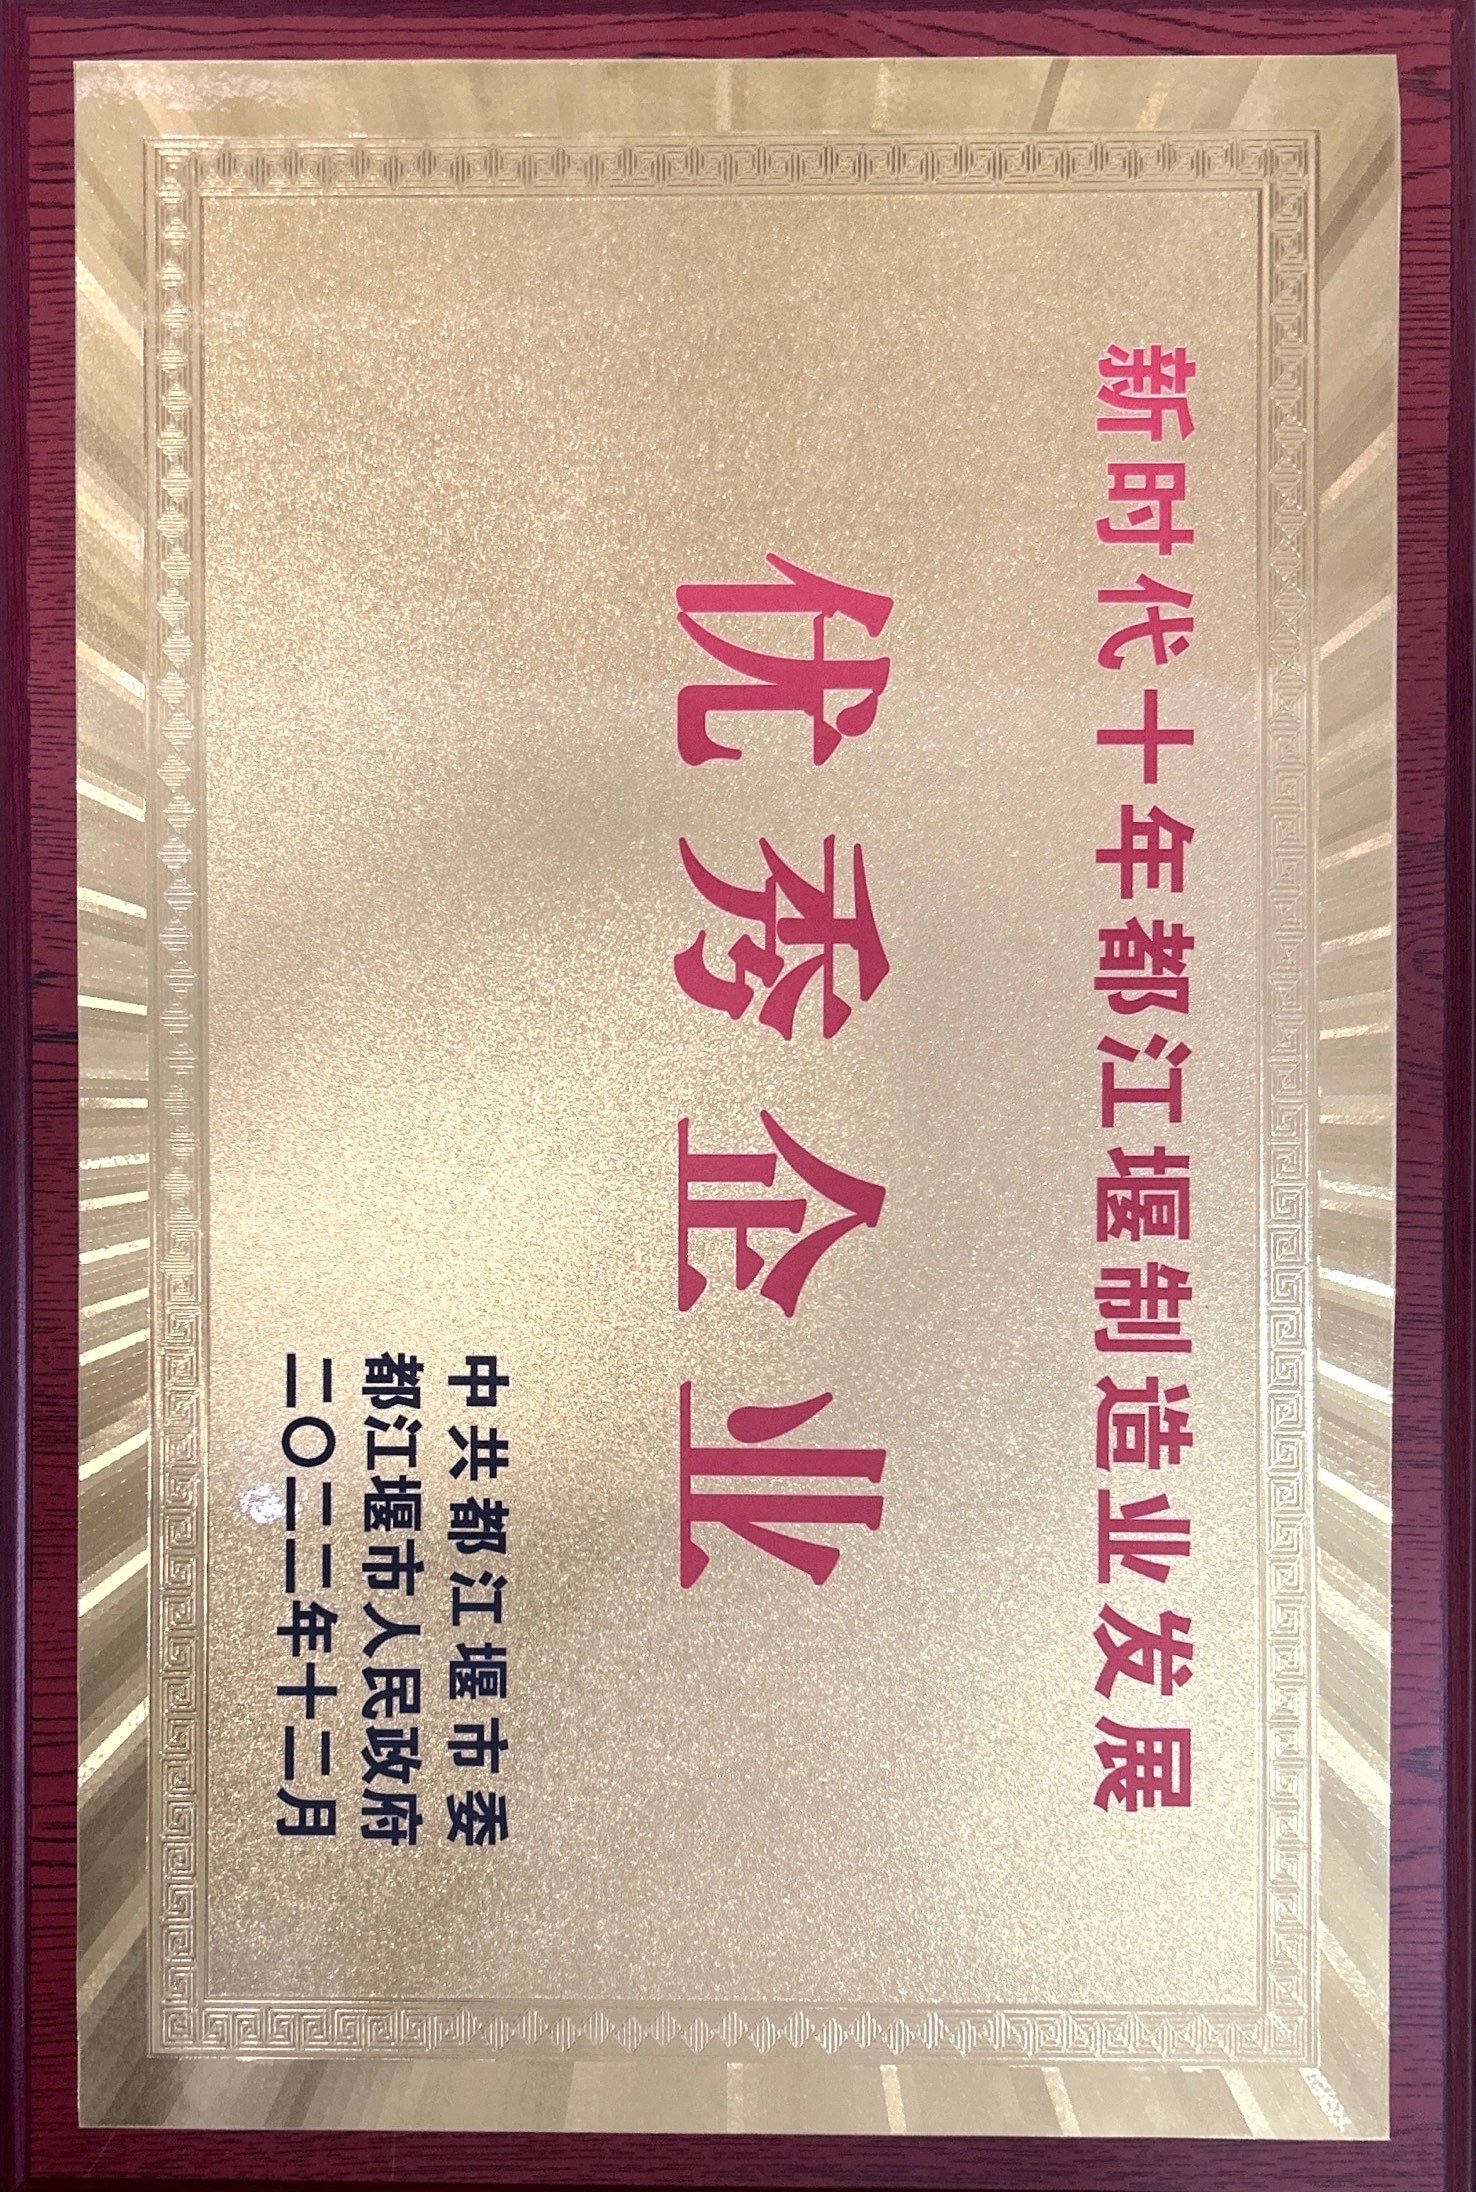 新时代十年都江堰制造业发展
优秀企业
中共都江堰市委
都江堰市人民政府
二〇二二年十二月